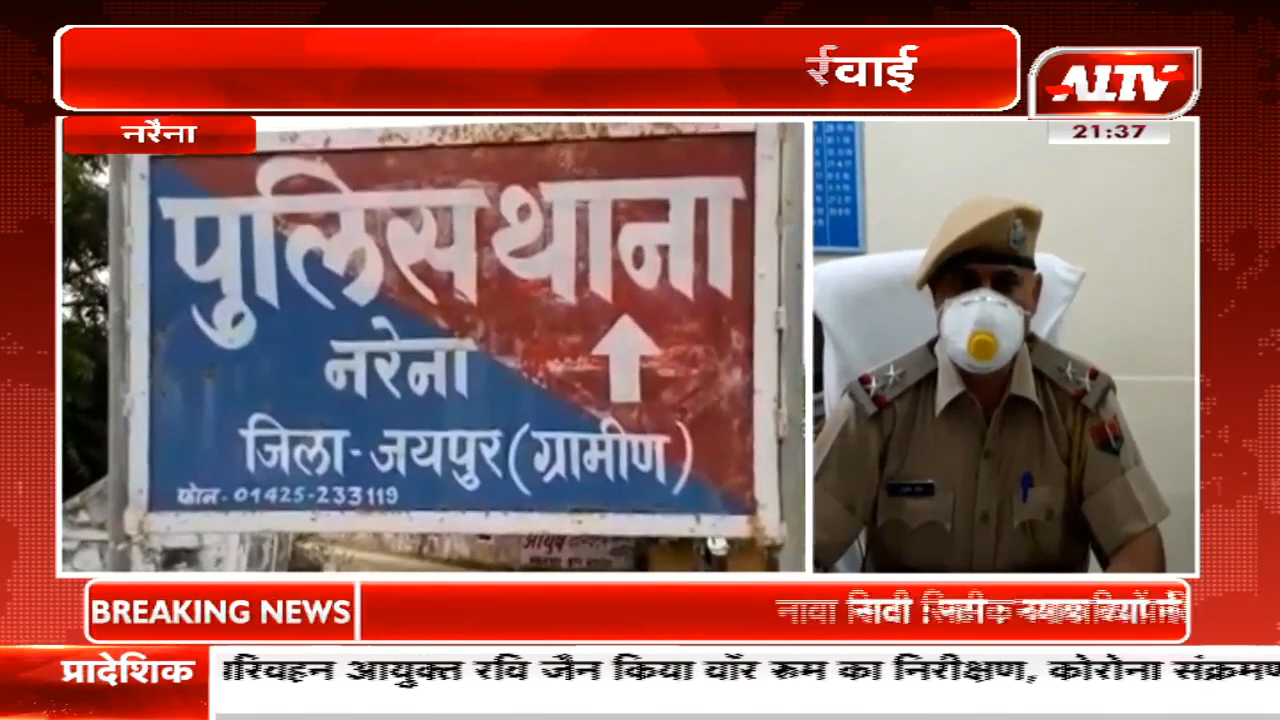 र्रवाई
ALTV
21:37
नरैना
पुलिस थाना
नरेना
जिला-जयपुर (ग्रामीण)
फोन-01425-233119
BREAKING NEWS
प्रादेशिक
रिवहन आयुक्त रवि जैन किया वॉर रूम का निरीक्षण, कोरोना संक्रमण